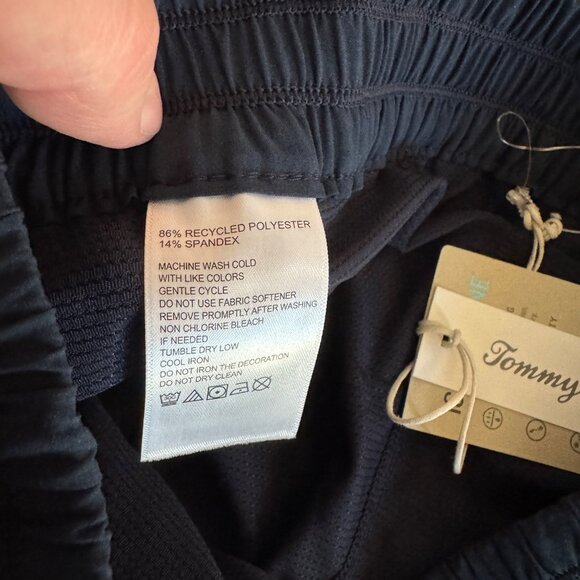 86% RECYCLED POLYESTER
14% SPANDEX
MACHINE WASH COLD
WITH LIKE COLORS
GENTLE CYCLE
DO NOT USE FABRIC SOFTENER
REMOVE PROMPTLY AFTER WASHING
NON CHLORINE BLEACH
IF NEEDED
TUMBLE DRY LOW
COOL IRON
DO NOT IRON THE DECORATION
DO NOT DRY CLEAN
Tommy